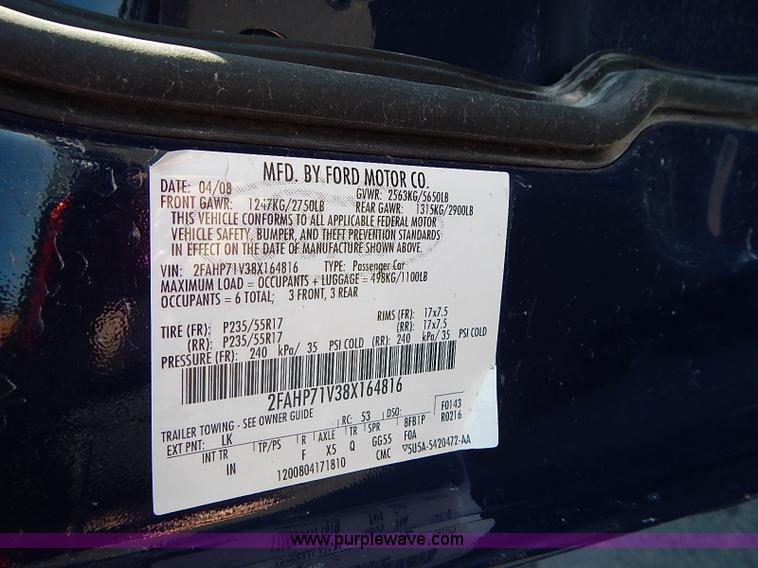 MFD. BY FORD MOTOR CO.
DATE: 04/08 GVWR: 2563KG/5650LB
FRONT GAWR: 1247KG/2750LB REAR GAWR: 1315KG/2900LB
THIS VEHICLE CONFORMS TO ALL APPLICABLE FEDERAL MOTOR
VEHICLE SAFETY, BUMPER, AND THEFT PREVENTION STANDARDS
IN EFFECT ON THE DATE OF MANUFACTURE SHOWN ABOVE.
VIN: 2FAHP71V38X164816 TYPE: Passenger Car
MAXIMUM LOAD = OCCUPANTS + LUGGAGE = 498KG/1100LB
OCCUPANTS = 6 TOTAL; 3 FRONT, 3 REAR
TIRE (FR): P235/55R17 RIMS (FR): 17x7.5
(RR): P235/55R17 (RR): 17x7.5
PRESSURE (FR): 240 kPa/ 35 PSI COLD (RR): 240 kPa/ 35 PSI COLD
2FAHP71V38X164816
TRAILER TOWING - SEE OWNER GUIDE RC: 53 DSO: F0143
EXT PNT: LK 8FB1P R0216
INT TR TP/PS R AXLE TR SPR F0A
IN F X5 Q GG55 ▽5U5A-5420472-AA
1200804171810 CMC
www.purplewave.com